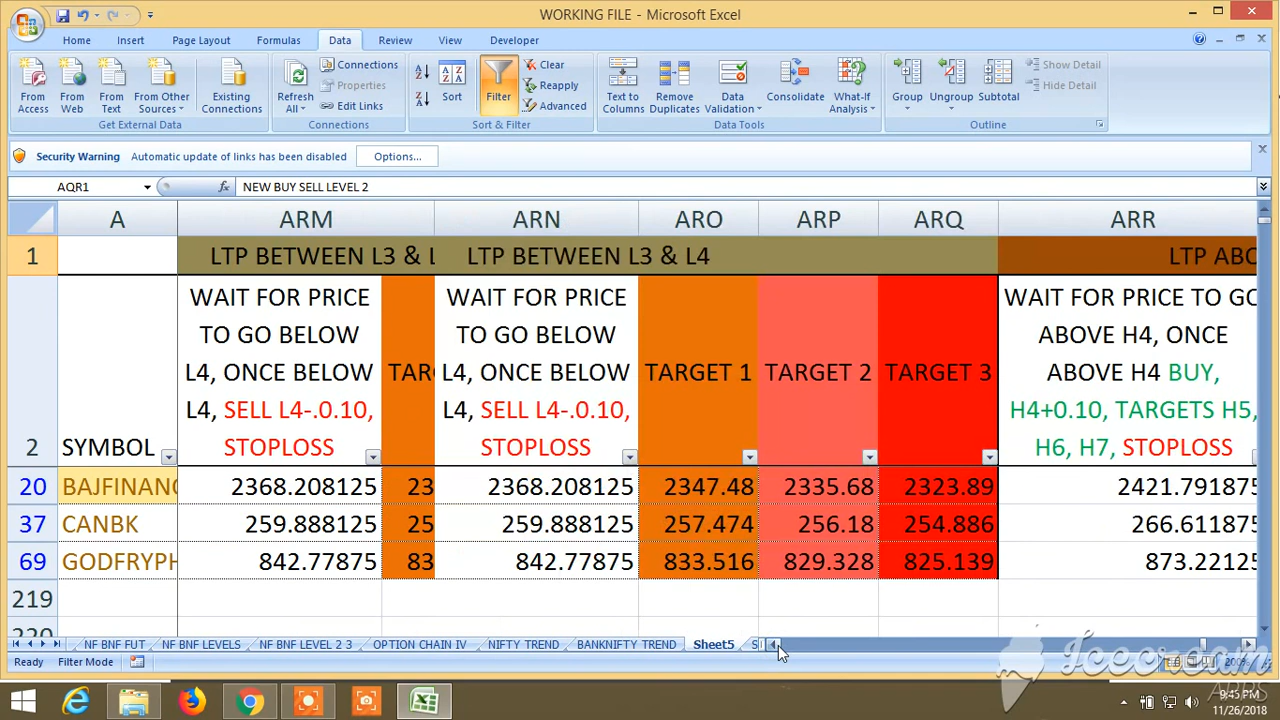 WORKING FILE - Microsoft Excel
Home Insert Page Layout Formulas Data Review View Developer
From Access
From Web
From Text
From Other Sources
Existing Connections
Get External Data
Refresh All
Connections
Properties
Edit Links
Connections
Sort
Filter
Clear
Reapply
Advanced
Sort & Filter
Text to Columns
Remove Duplicates
Data Validation
Consolidate
What-If Analysis
Data Tools
Group
Ungroup
Subtotal
Show Detail
Hide Detail
Outline
Security Warning Automatic update of links has been disabled Options...
AQR1 fx NEW BUY SELL LEVEL 2
A ARM ARN ARO ARP ARQ ARR
1 LTP BETWEEN L3 & L LTP BETWEEN L3 & L4 LTP ABO
WAIT FOR PRICE
TO GO BELOW
L4, ONCE BELOW
L4, SELL L4-.0.10,
STOPLOSS
TAR
WAIT FOR PRICE
TO GO BELOW
L4, ONCE BELOW
L4, SELL L4-.0.10,
STOPLOSS
TARGET 1 TARGET 2 TARGET 3
WAIT FOR PRICE TO GO
ABOVE H4, ONCE
ABOVE H4 BUY,
H4+0.10, TARGETS H5,
H6, H7, STOPLOSS
2 SYMBOL
20 BAJFINANC 2368.208125 23 2368.208125 2347.48 2335.68 2323.89 2421.791875
37 CANBK 259.888125 25 259.888125 257.474 256.18 254.886 266.611875
69 GODFRYPH 842.77875 83 842.77875 833.516 829.328 825.139 873.22125
219
220
NF BNF FUT NF BNF LEVELS NF BNF LEVEL 2 3 OPTION CHAIN IV NIFTY TREND BANKNIFTY TREND Sheet5 S
Ready Filter Mode 200%
Icecream
APPS
9:45 PM
11/26/2018